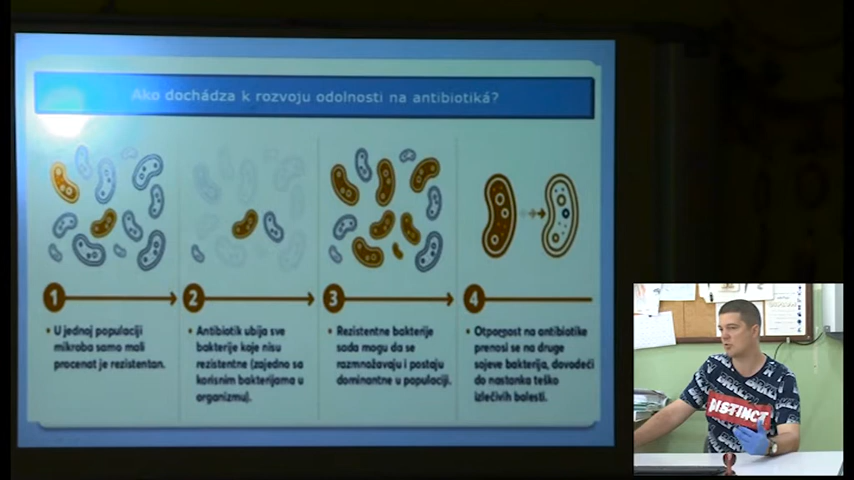 Ako dochádza k rozvoju odolnosti na antibiotiká?
1
• U jednoj populaciji
mikroba samo mali
procenat je rezistentan.
2
• Antibiotik ubija sve
bakterije koje nisu
rezistentne (zajedno sa
korisnim bakterijama u
organizmu).
3
• Rezistentne bakterije
sada mogu da se
razmnožavaju i postaju
dominantne u populaciji.
4
• Otpornost na antibiotike
prenosi se na druge
sojeve bakterija, dovodeći
do nastanka teško
izlečivih bolesti.
DISTINCT